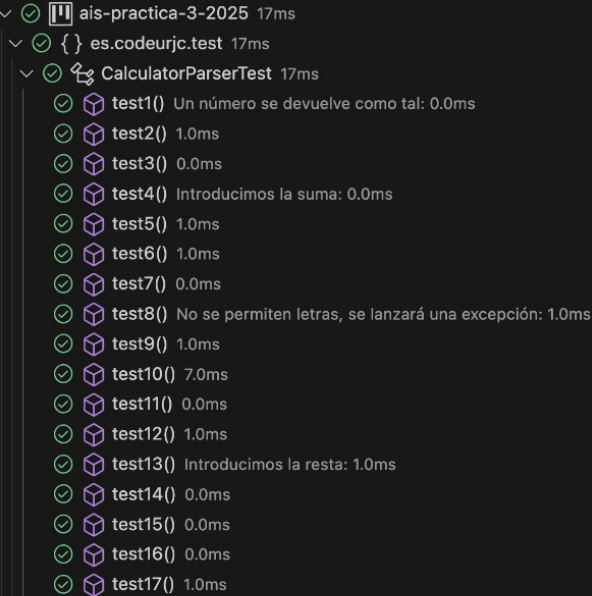 ais-practica-3-2025 17ms
{} es.codeurjc.test 17ms
CalculatorParserTest 17ms
test1() Un número se devuelve como tal: 0.0ms
test2() 1.0ms
test3() 0.0ms
test4() Introducimos la suma: 0.0ms
test5() 1.0ms
test6() 1.0ms
test7() 0.0ms
test8() No se permiten letras, se lanzará una excepción: 1.0ms
test9() 1.0ms
test10() 7.0ms
test11() 0.0ms
test12() 1.0ms
test13() Introducimos la resta: 1.0ms
test14() 0.0ms
test15() 0.0ms
test16() 0.0ms
test17() 1.0ms